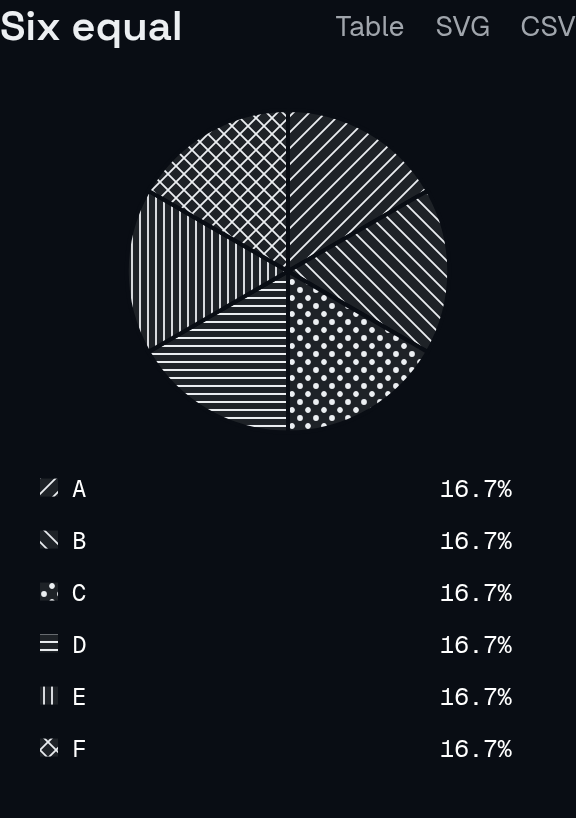 Six equal Table SVG CSV
A 16.7%
B 16.7%
C 16.7%
D 16.7%
E 16.7%
F 16.7%